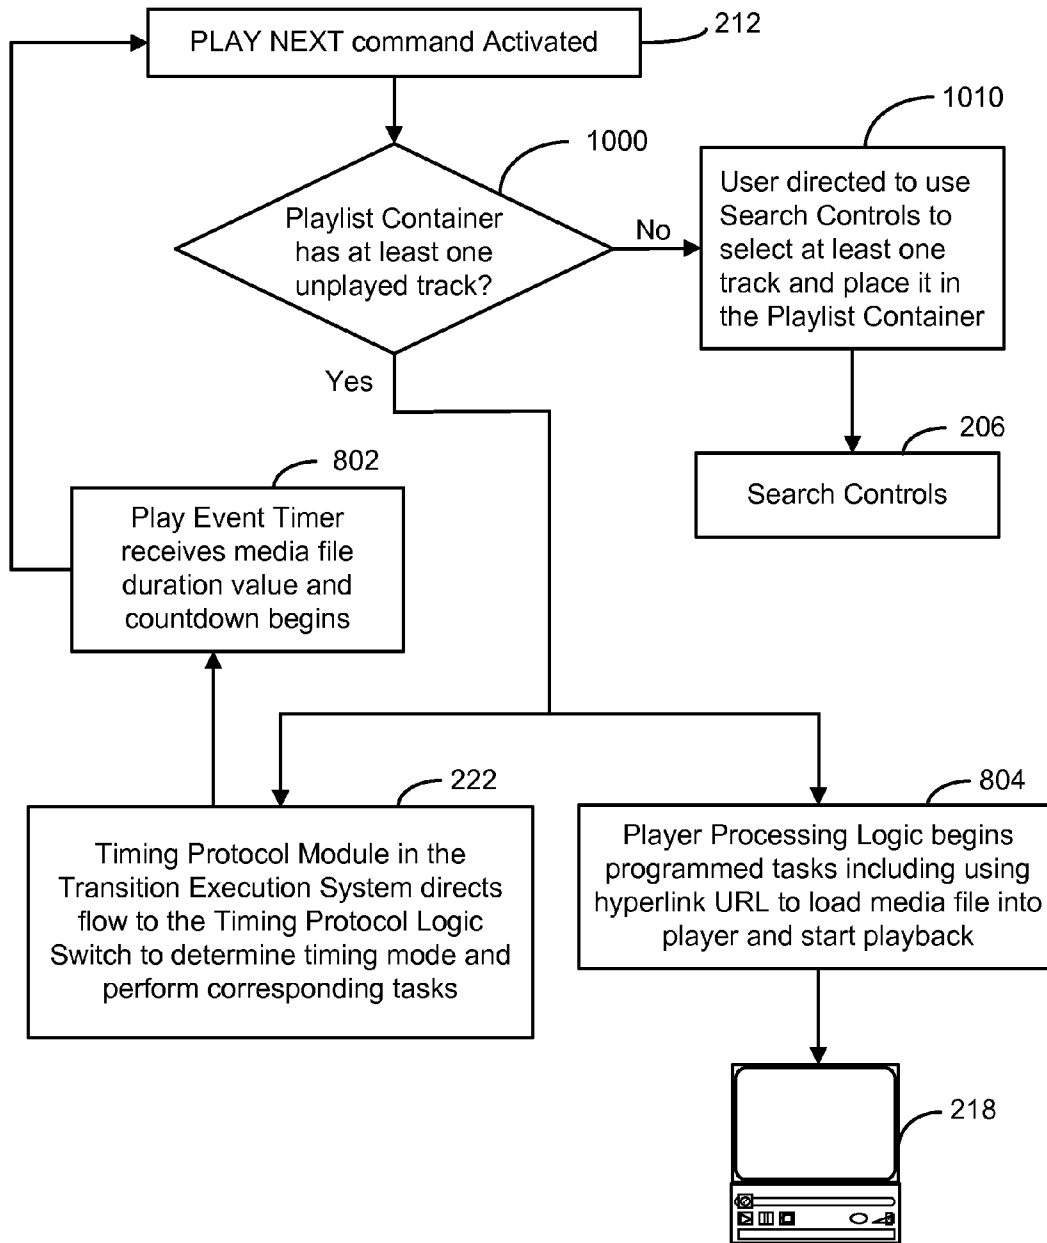 PLAY NEXT command Activated
212
1000
Playlist Container
has at least one
unplayed track?
No
Yes
1010
User directed to use
Search Controls to
select at least one
track and place it in
the Playlist Container
206
Search Controls
802
Play Event Timer
receives media file
duration value and
countdown begins
222
Timing Protocol Module in the
Transition Execution System directs
flow to the Timing Protocol Logic
Switch to determine timing mode and
perform corresponding tasks
804
Player Processing Logic begins
programmed tasks including using
hyperlink URL to load media file into
player and start playback
218